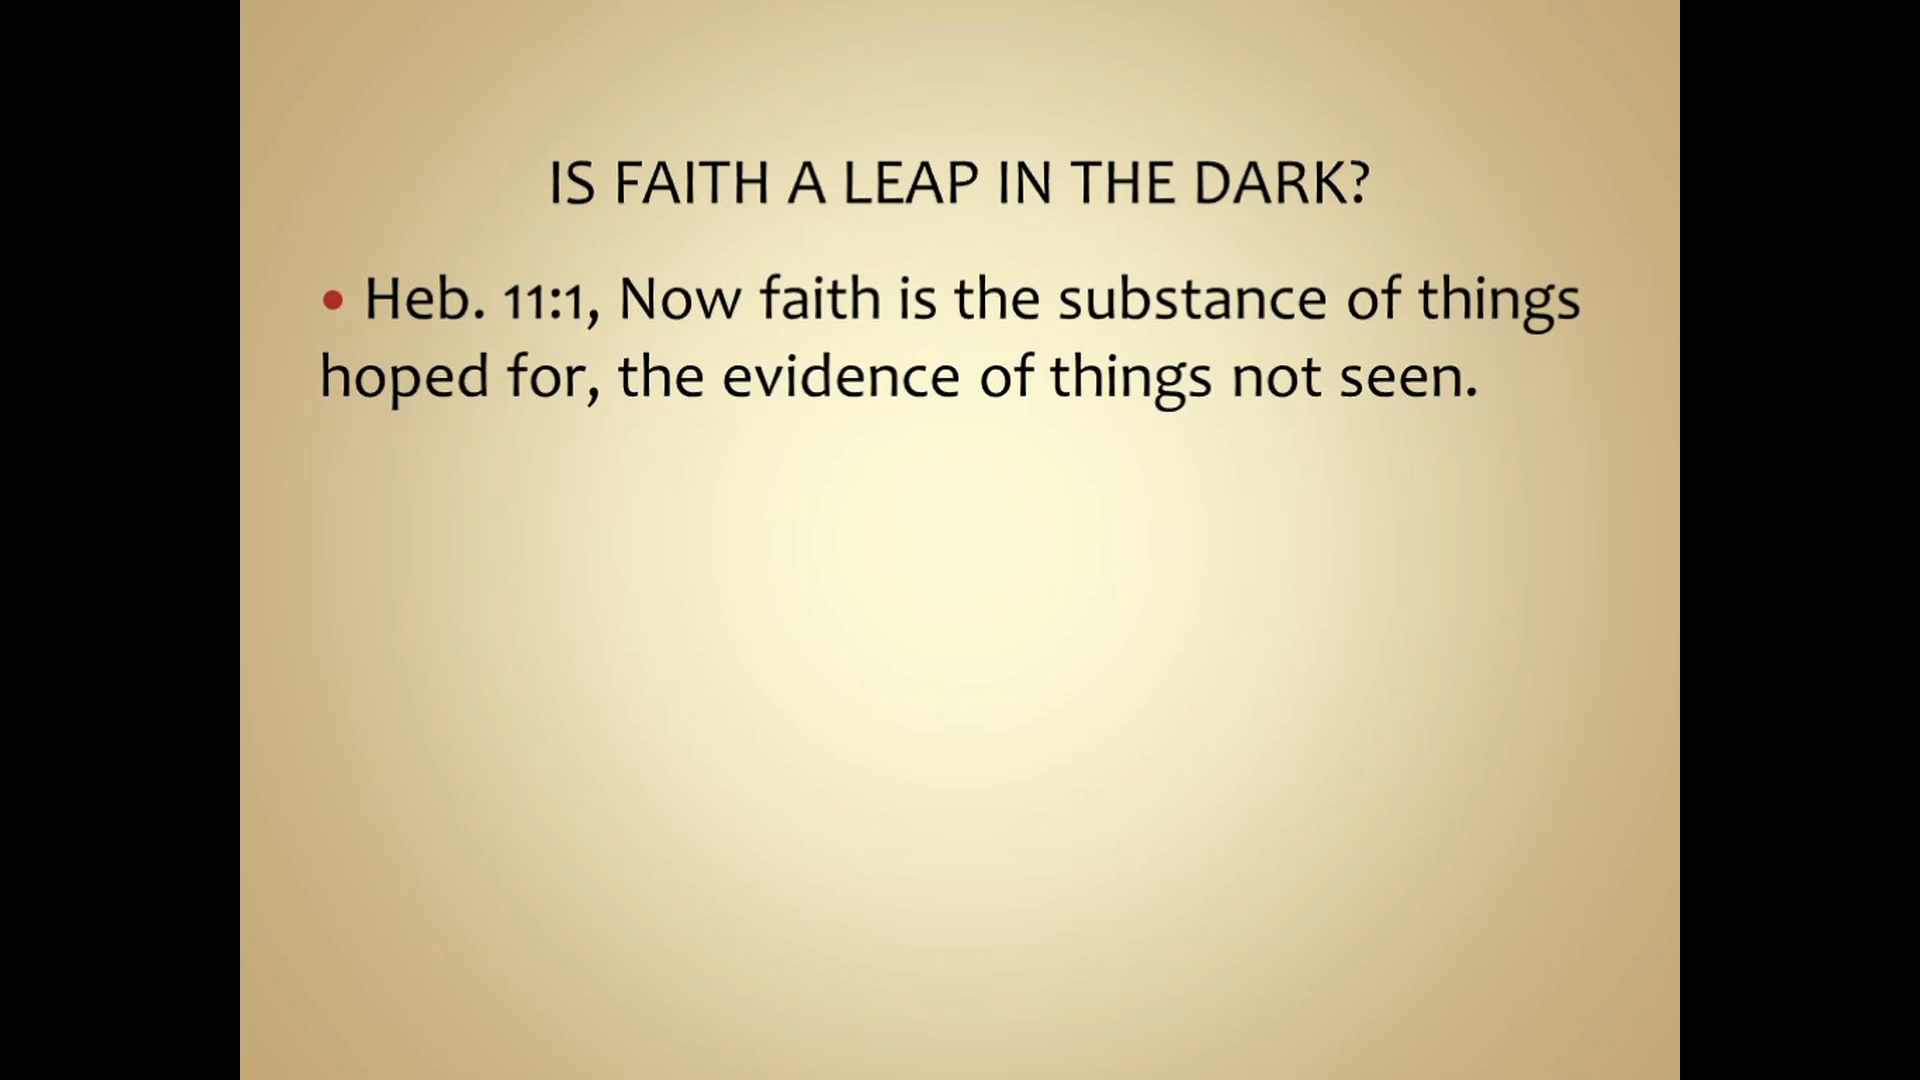 IS FAITH A LEAP IN THE DARK?
• Heb. 11:1, Now faith is the substance of things
hoped for, the evidence of things not seen.